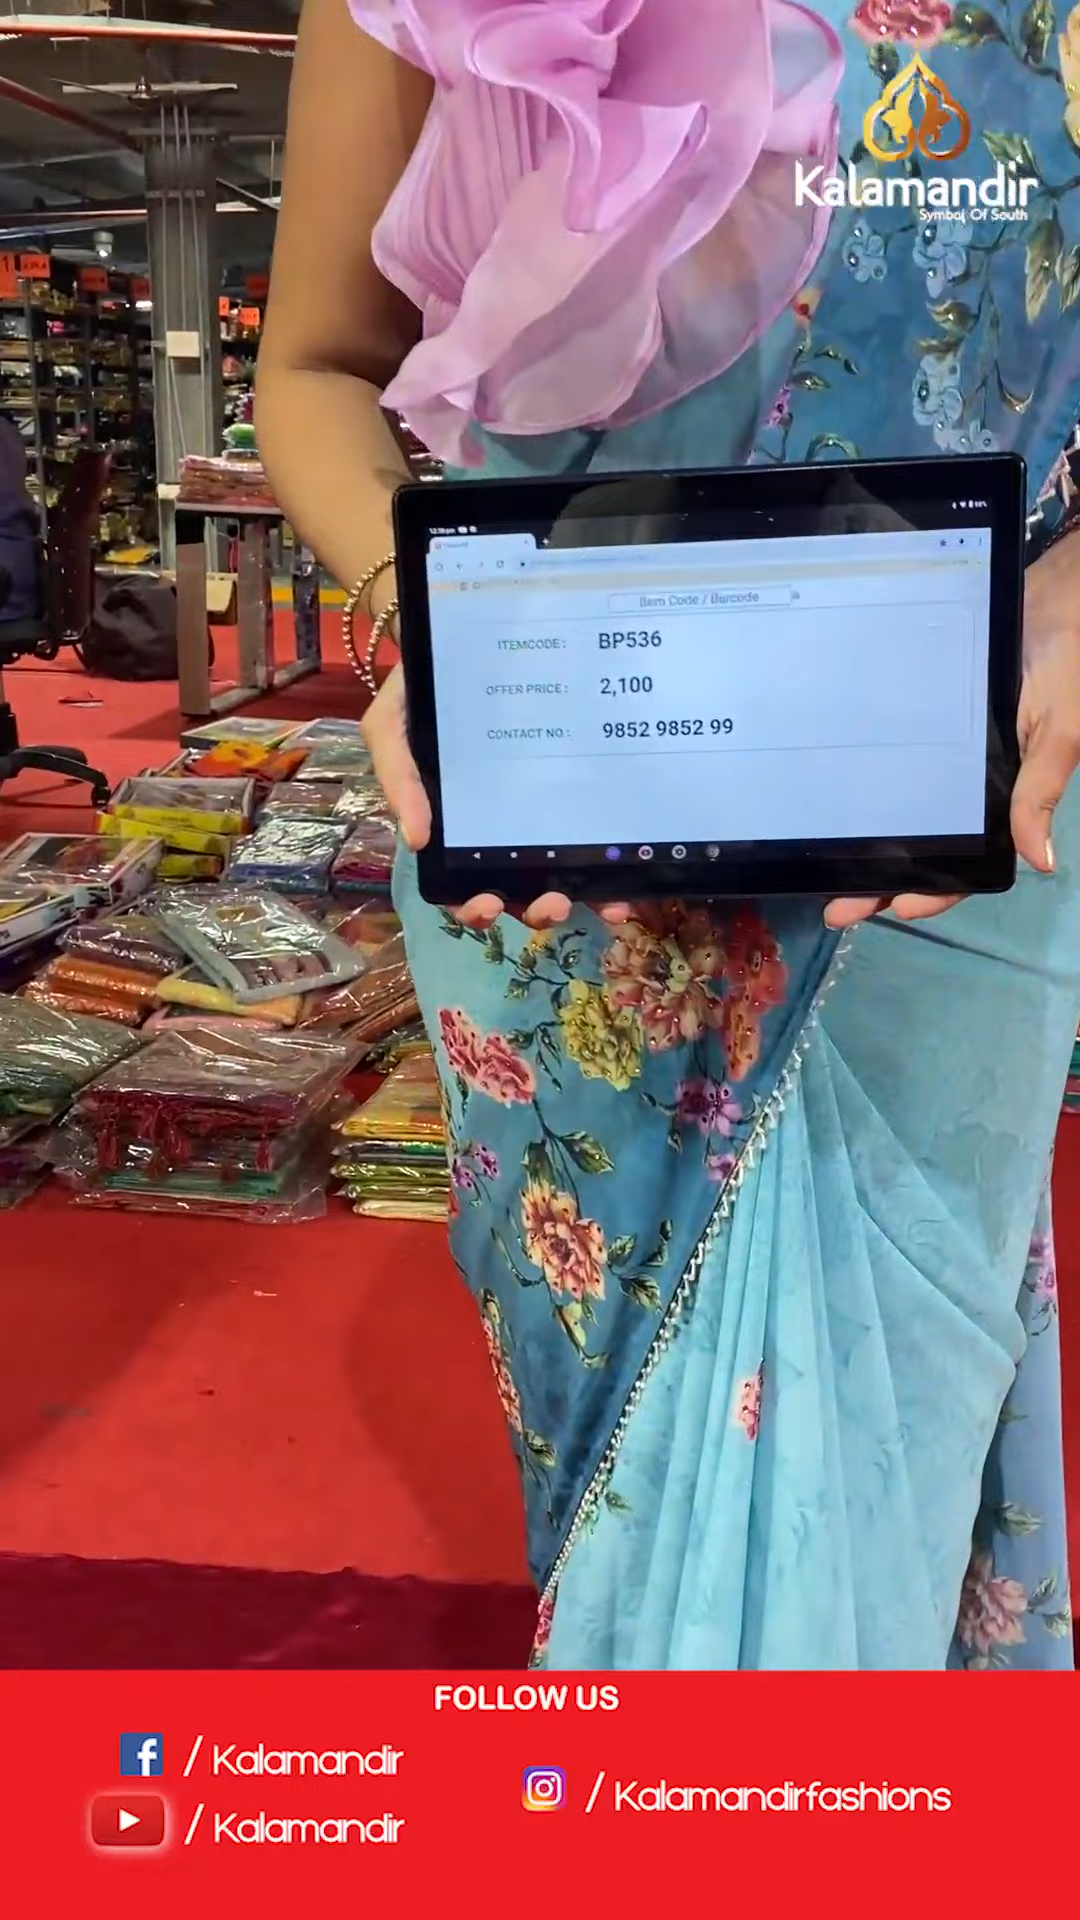 Kalamandir
Symbol Of South
Item Code / Barcode
ITEMCODE : BP536
OFFER PRICE : 2,100
CONTACT NO : 9852 9852 99
FOLLOW US
/ Kalamandir
/ Kalamandirfashions
/ Kalamandir